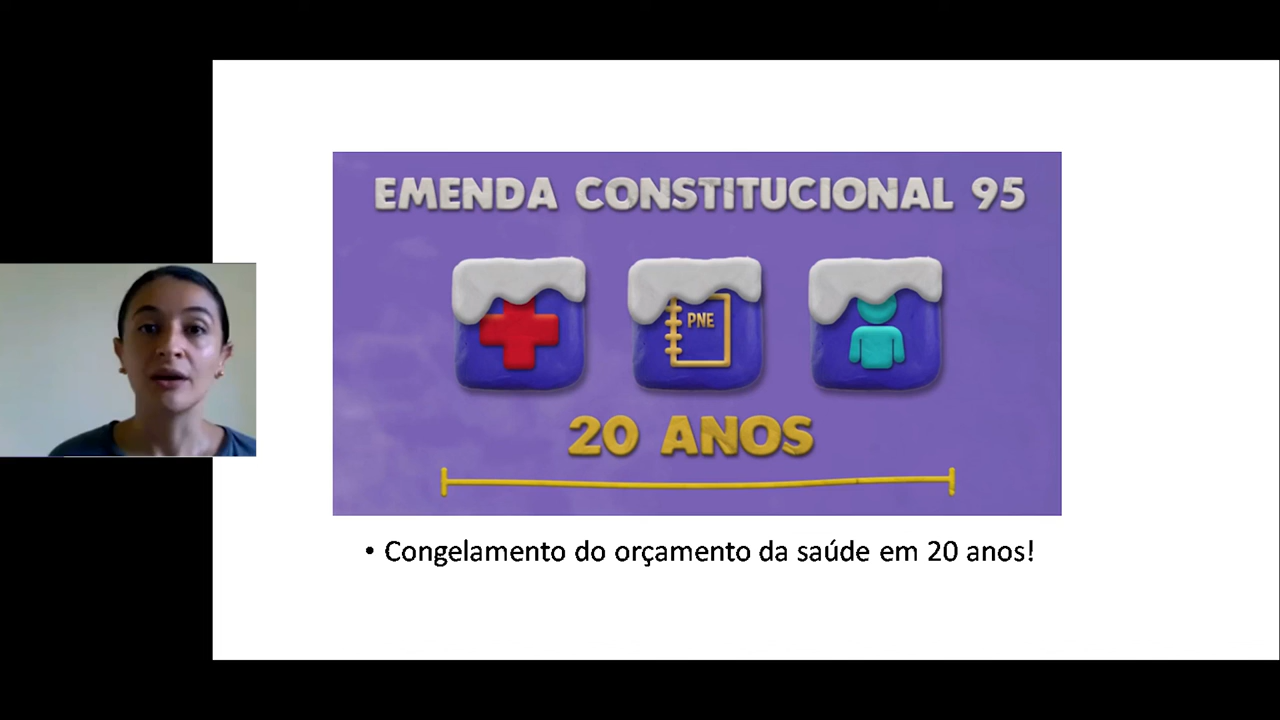 EMENDA CONSTITUCIONAL 95
PNE
20 ANOS
• Congelamento do orçamento da saúde em 20 anos!